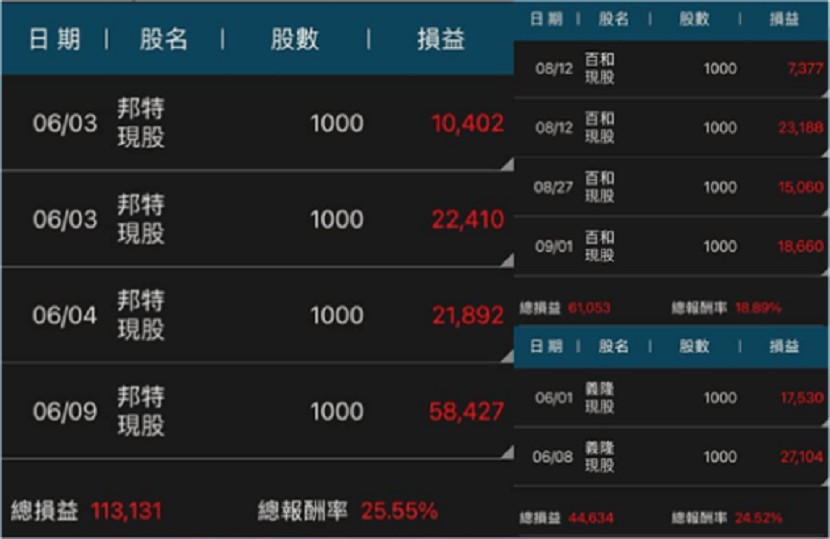 日期 | 股名 | 股數 | 損益
06/03 邦特 現股 1000 10,402
06/03 邦特 現股 1000 22,410
06/04 邦特 現股 1000 21,892
06/09 邦特 現股 1000 58,427
總損益 113,131 總報酬率 25.55%
日期 | 股名 | 股數 | 損益
08/12 百和 現股 1000 7,377
08/12 百和 現股 1000 23,188
08/27 百和 現股 1000 15,060
09/01 百和 現股 1000 18,660
總損益 61,053 總報酬率 18.89%
日期 | 股名 | 股數 | 損益
06/01 義隆 現股 1000 17,530
06/08 義隆 現股 1000 27,104
總損益 44,634 總報酬率 24.52%